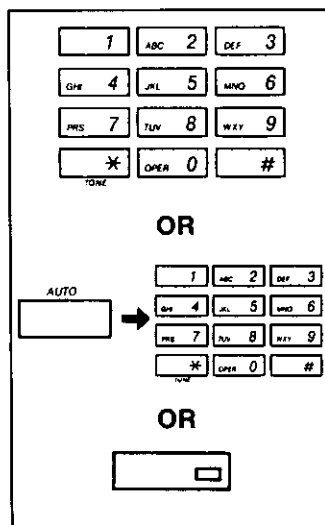 1 ABC 2 DEF 3
GHI 4 JKL 5 MNO 6
PRS 7 TUV 8 WXY 9
* OPER 0 #
TONE
OR
AUTO
1 ABC 2 DEF 3
GHI 4 JKL 5 MNO 6
PRS 7 TUV 8 WXY 9
* OPER 0 #
TONE
OR